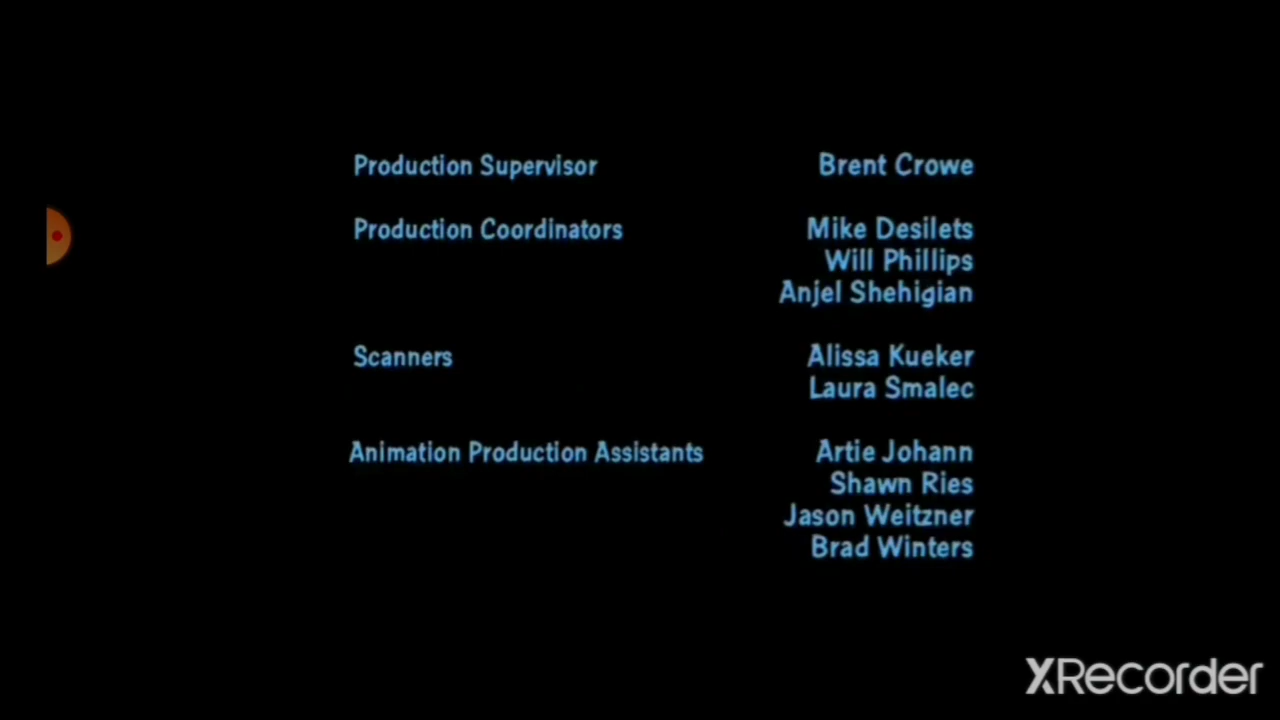 Production Supervisor Brent Crowe
Production Coordinators Mike Desilets
Will Phillips
Anjel Shehigian
Scanners Alissa Kueker
Laura Smalec
Animation Production Assistants Artie Johann
Shawn Ries
Jason Weitzner
Brad Winters
XRecorder